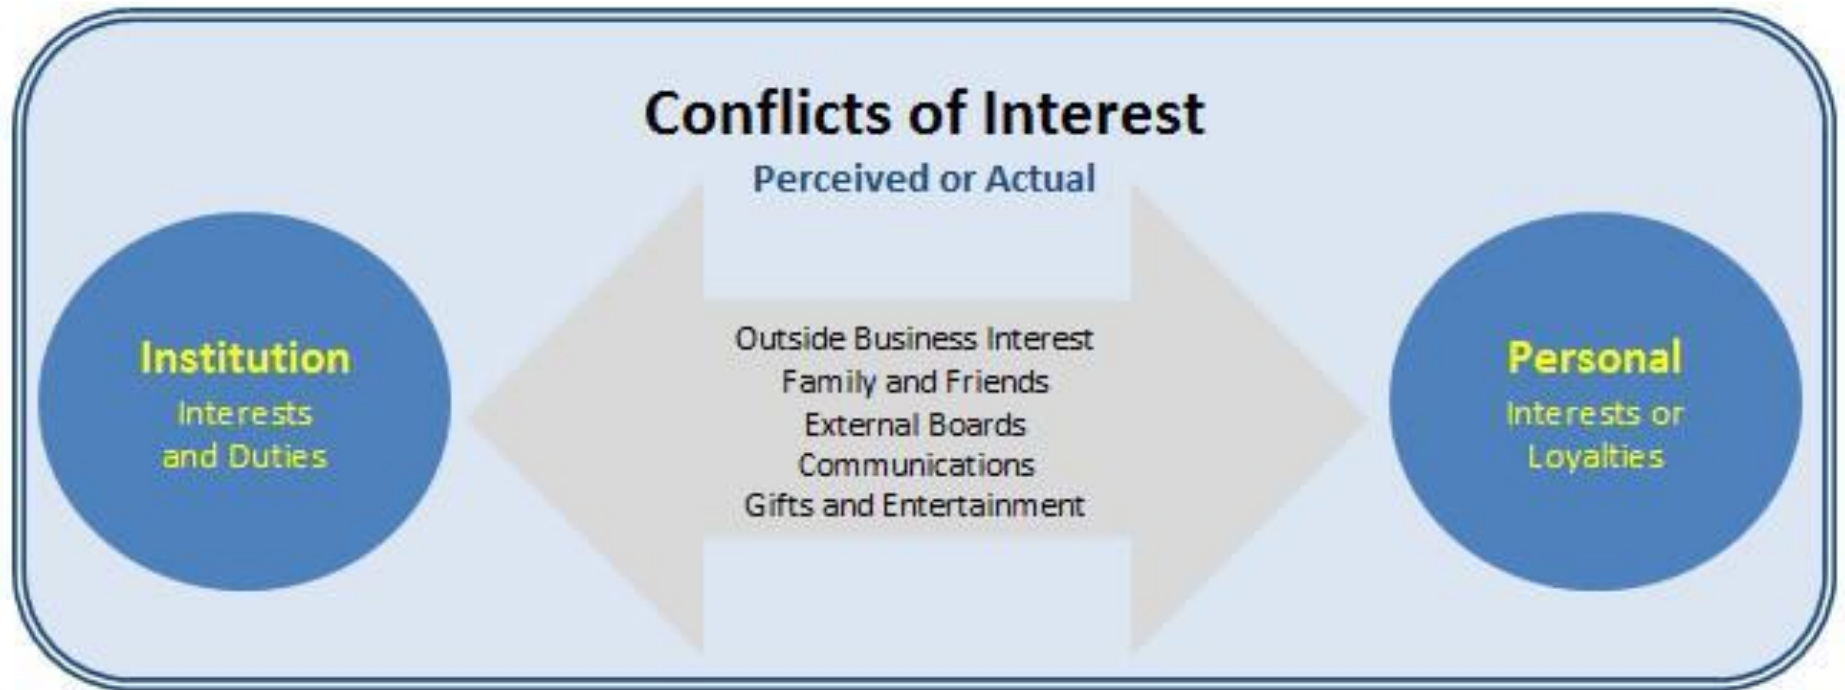 Conflicts of Interest
Perceived or Actual
Institution
Interests
and Duties
Outside Business Interest
Family and Friends
External Boards
Communications
Gifts and Entertainment
Personal
Interests or
Loyalties